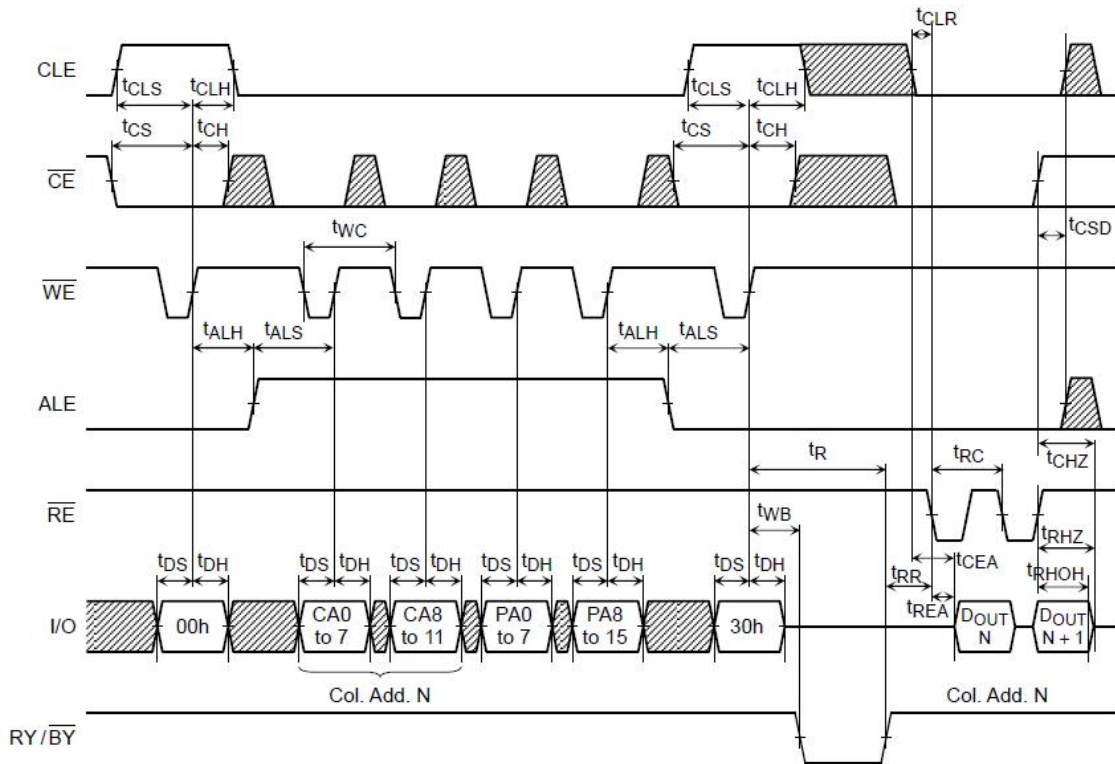 tCLR
CLE
tCLS tCLH tCLS tCLH
tCS tCH tCS tCH
CE
tWC tCSD
WE
tALH tALS tALH tALS
ALE
tR tRC tCHZ
RE
tWB tRHZ
tDS tDH tDS tDH tDS tDH tDS tDH tDS tDH tDS tDH tCEA
tRR tRHOH
tREA
I/O 00h CA0 to 7 CA8 to 11 PA0 to 7 PA8 to 15 30h DOUT N DOUT N + 1
Col. Add. N Col. Add. N
RY / BY